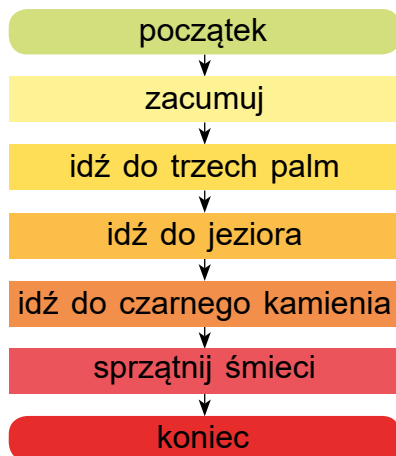 początek
zacumuj
idź do trzech palm
idź do jeziora
idź do czarnego kamienia
sprzątnij śmieci
koniec